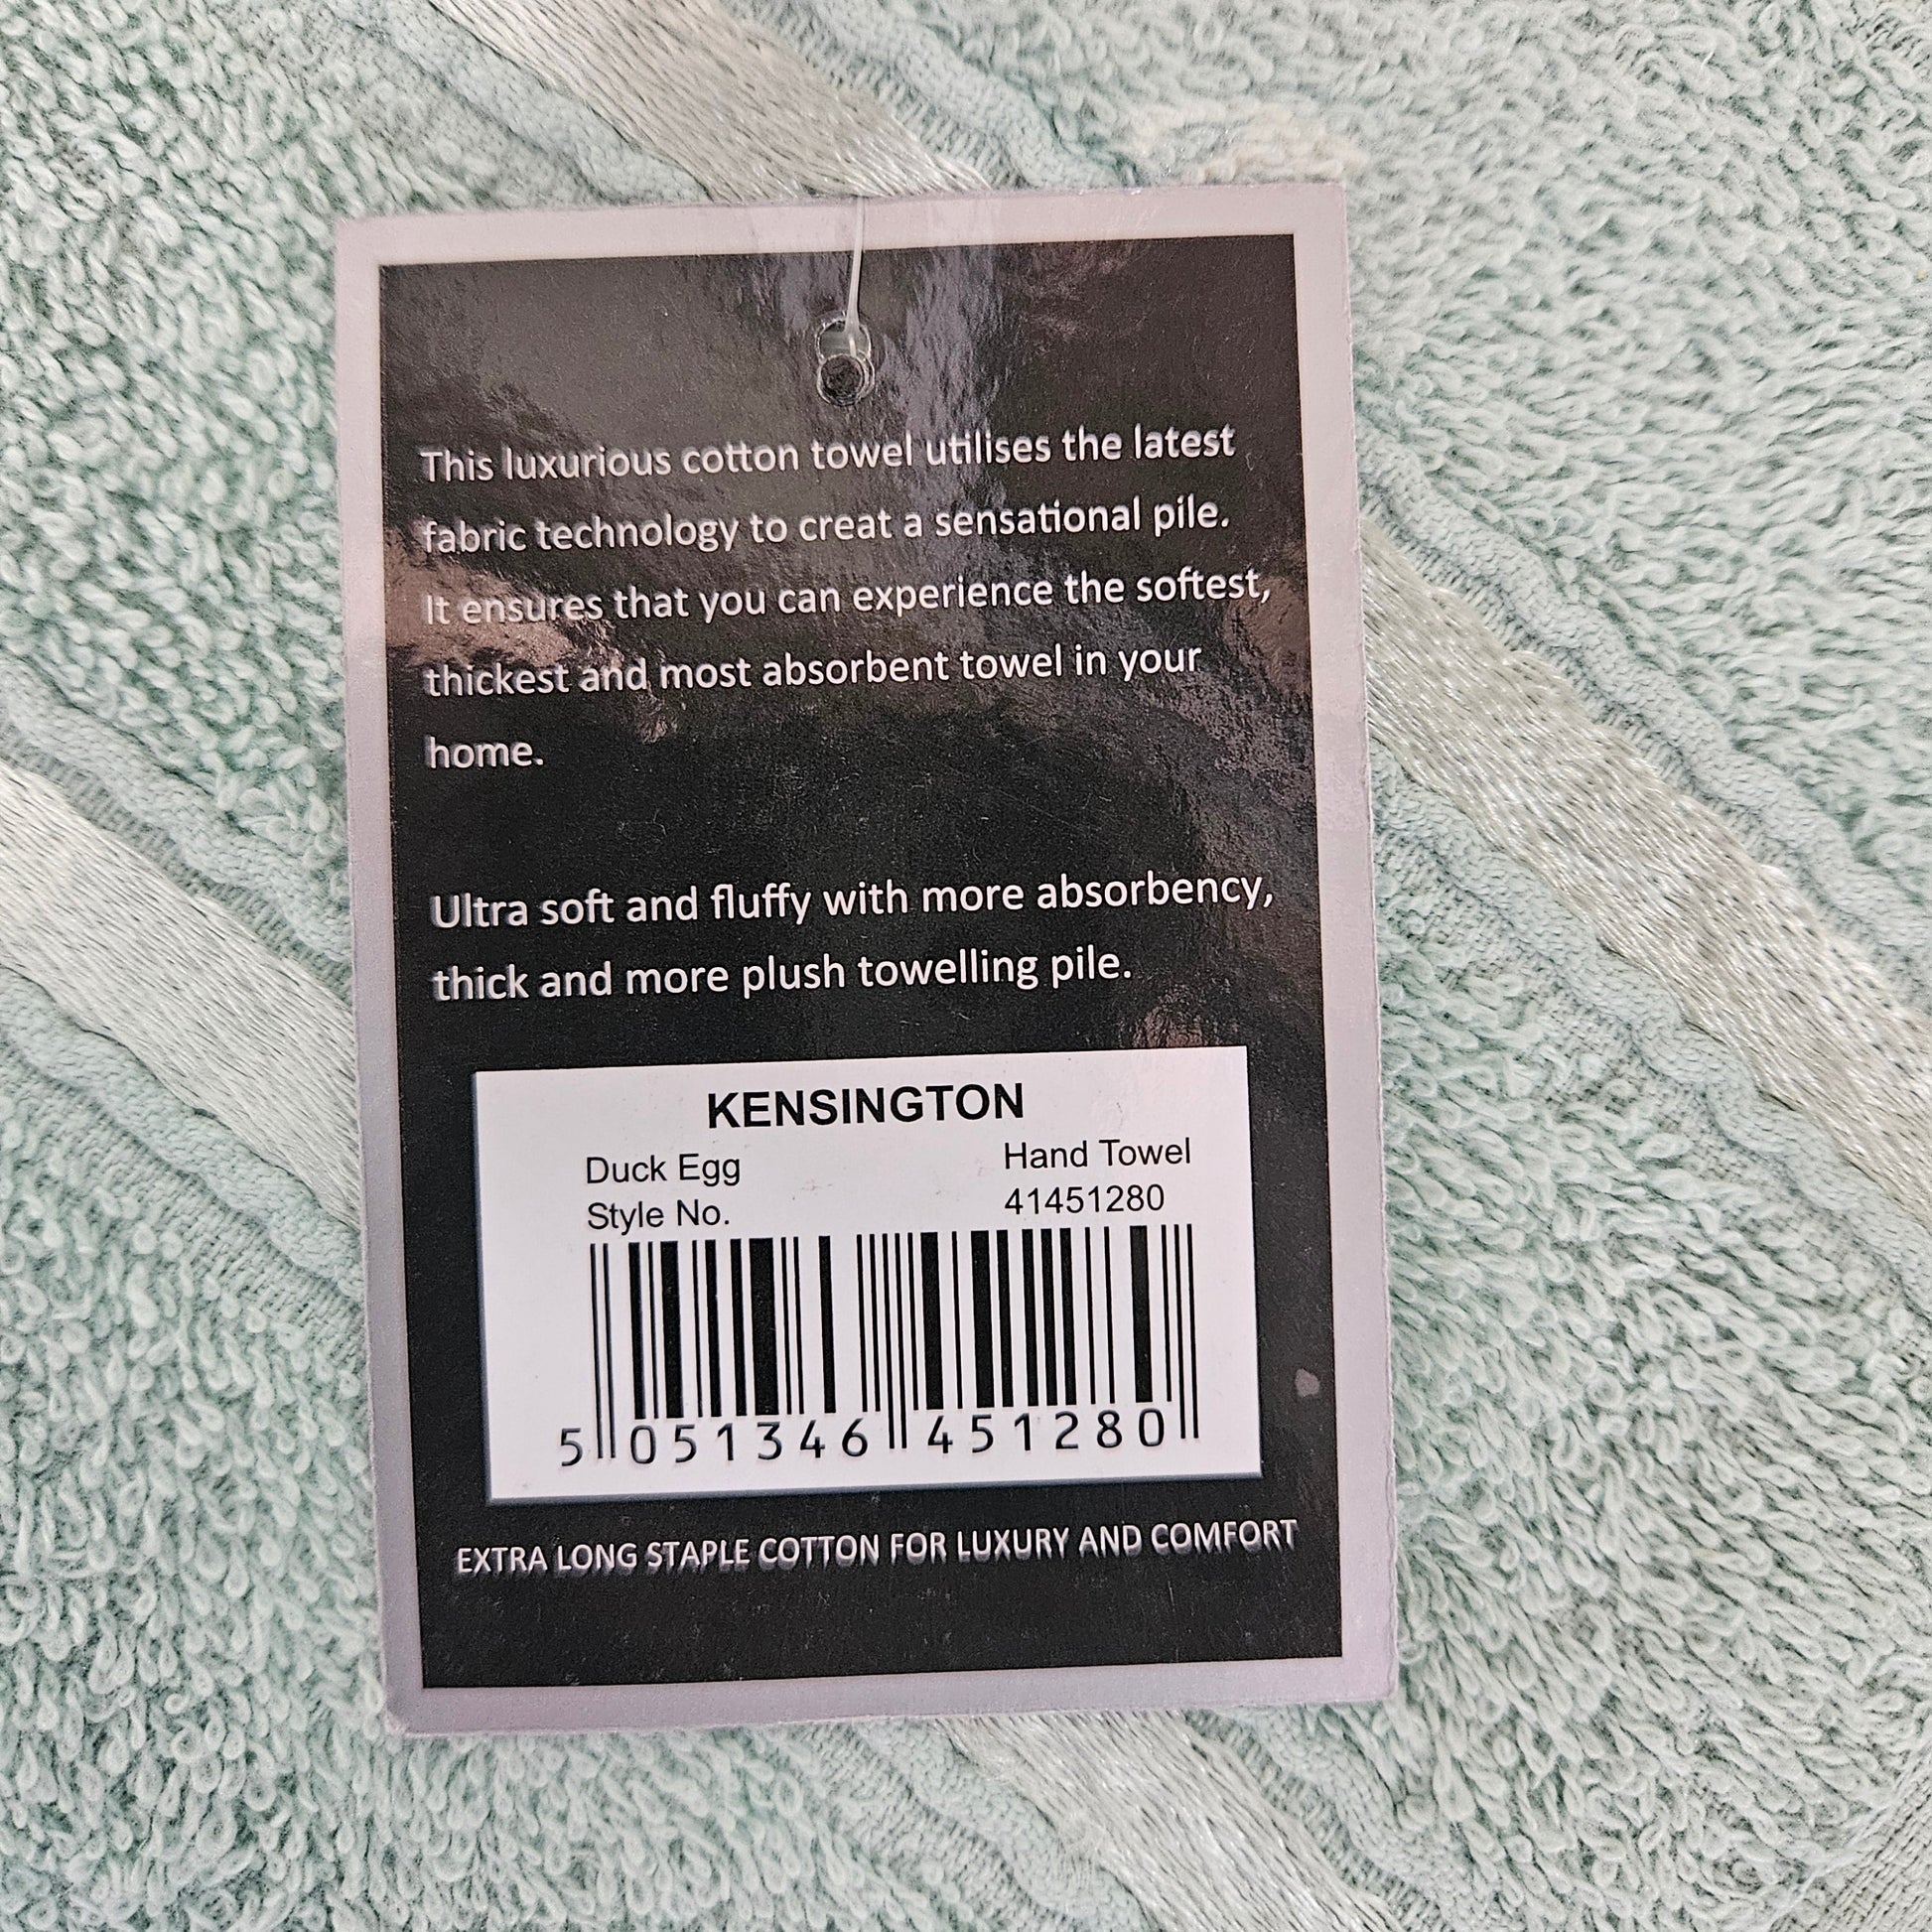 This luxurious cotton towel utilises the latest
fabric technology to creat a sensational pile.
It ensures that you can experience the softest,
thickest and most absorbent towel in your
home.
Ultra soft and fluffy with more absorbency,
thick and more plush towelling pile.
KENSINGTON
Duck Egg Hand Towel
Style No. 41451280
5 051346 451280
EXTRA LONG STAPLE COTTON FOR LUXURY AND COMFORT